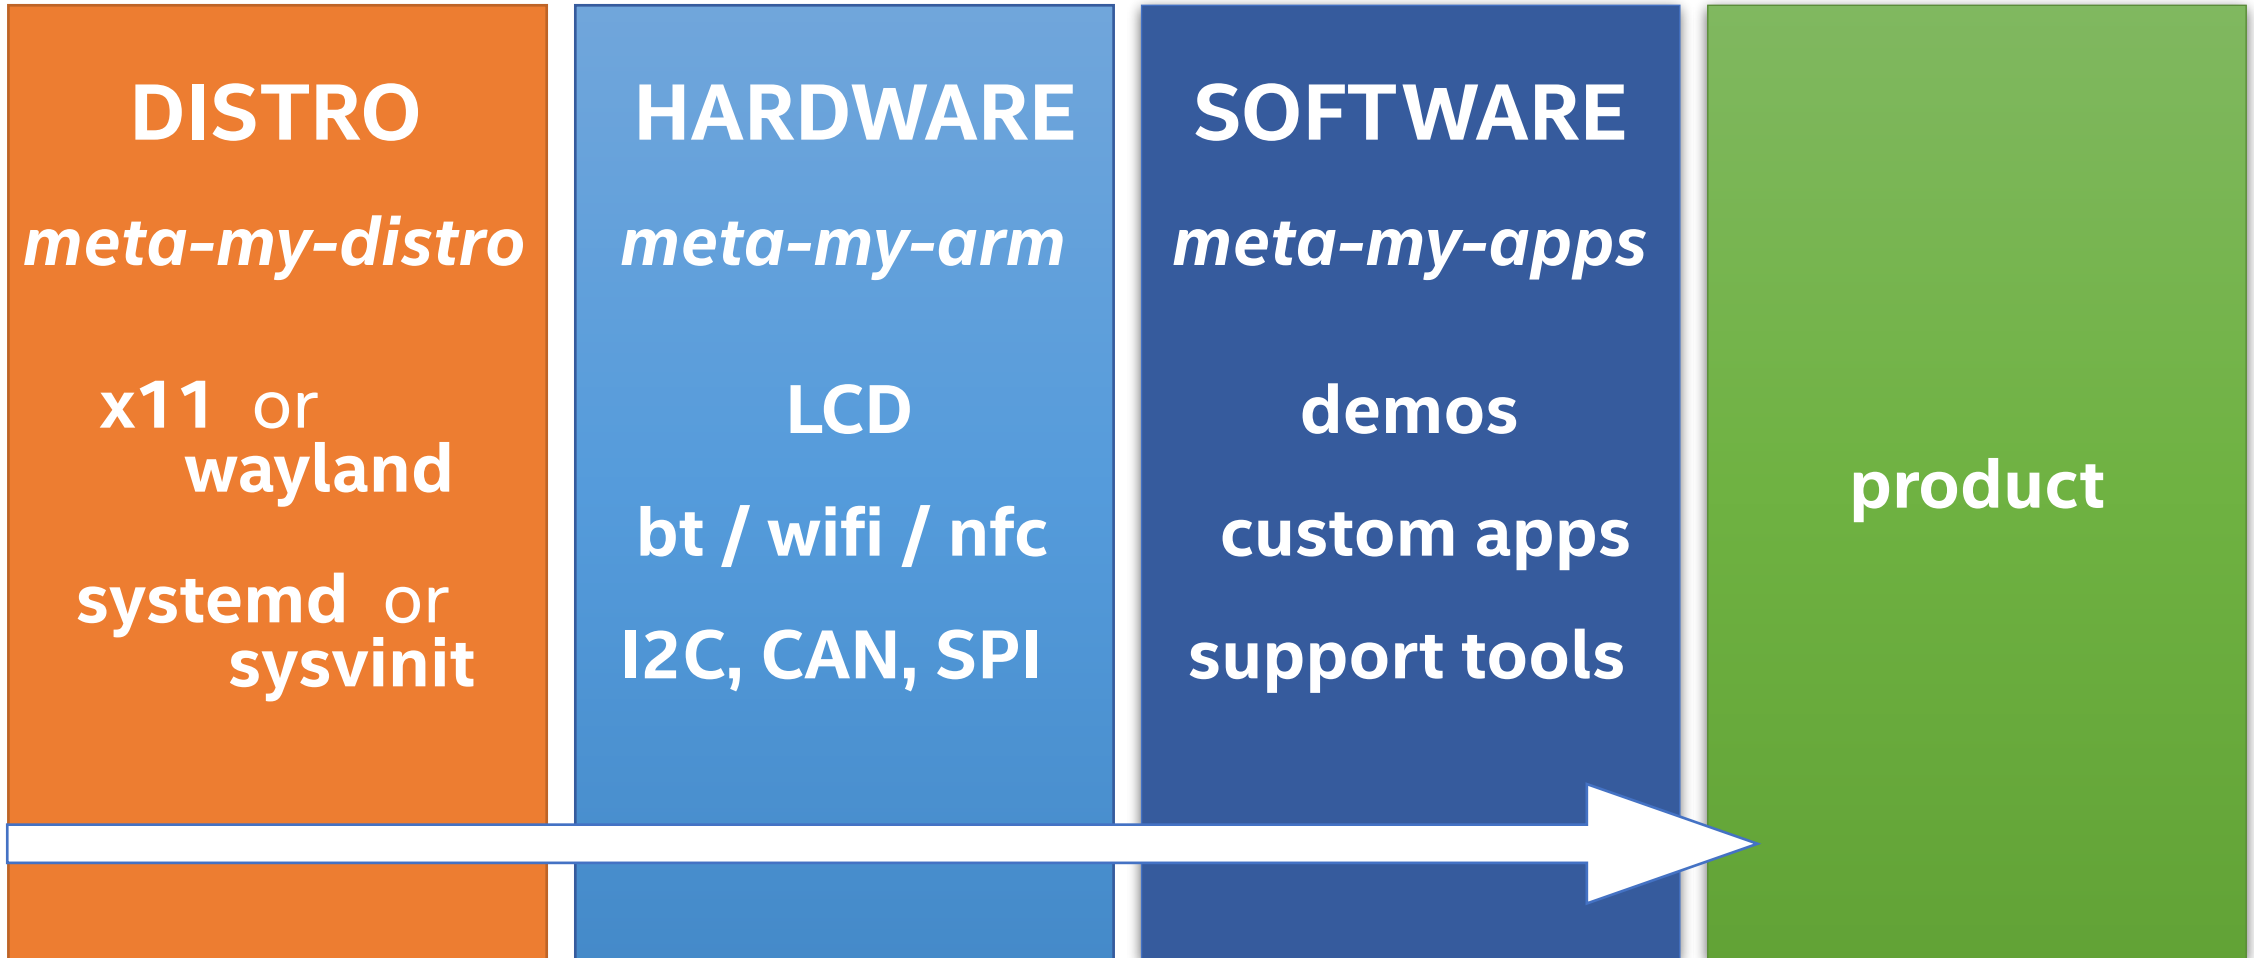 DISTRO
meta-my-distro
x11 or
wayland
systemd or
sysvinit
HARDWARE
meta-my-arm
LCD
bt / wifi / nfc
I2C, CAN, SPI
SOFTWARE
meta-my-apps
demos
custom apps
support tools
product